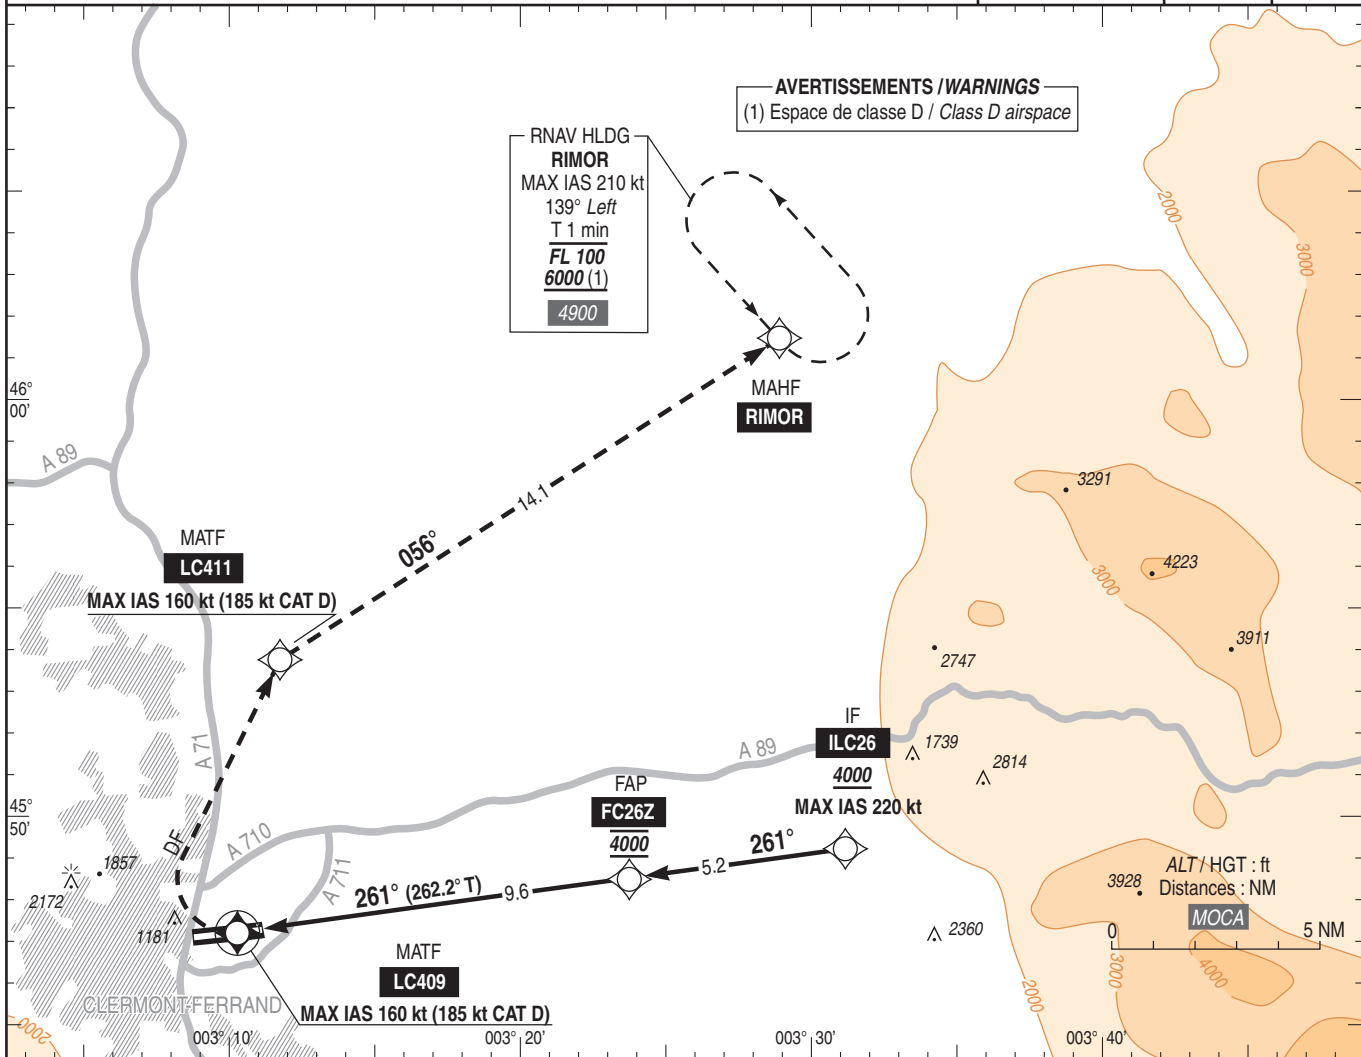 AVERTISSEMENTS / WARNINGS
(1) Espace de classe D / Class D airspace
RNAV HLDG
RIMOR
MAX IAS 210 kt
139° Left
T 1 min
FL 100
6000 (1)
4900
2000
3000
MAHF
RIMOR
46°
00'
A 89
14.1
056°
MATF
LC411
MAX IAS 160 kt (185 kt CAT D)
3291
4223
3000
3911
2747
A 71
IF
ILC26
4000
MAX IAS 220 kt
1739
2814
A 89
FAP
FC26Z
4000
45°
50'
DF
A 710
A 711
261°
5.2
261° (262.2° T)
9.6
1857
2172
1181
MATF
LC409
MAX IAS 160 kt (185 kt CAT D)
CLERMONT-FERRAND
3928
ALT / HGT : ft
Distances : NM
MOCA
0
5 NM
2360
3000
4000
2000
2000
003° 10'
003° 20'
003° 30'
003° 40'